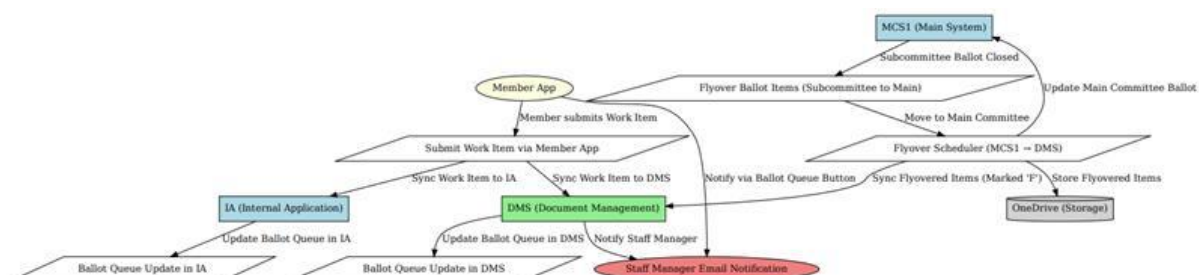 MCS1 (Main System)
Subcommittee Ballot Closed
Member App
Flyover Ballot Items (Subcommittee to Main)
Update Main Committee Ballot
Member submits Work Item
Move to Main Committee
Submit Work Item via Member App
Flyover Scheduler (MCS1 → DMS)
Sync Work Item to IA
Sync Work Item to DMS
Notify via Ballot Queue Button
Sync Flyovered Items (Marked 'F')
Store Flyovered Items
IA (Internal Application)
DMS (Document Management)
OneDrive (Storage)
Update Ballot Queue in IA
Update Ballot Queue in DMS
Notify Staff Manager
Ballot Queue Update in IA
Ballot Queue Update in DMS
Staff Manager Email Notification